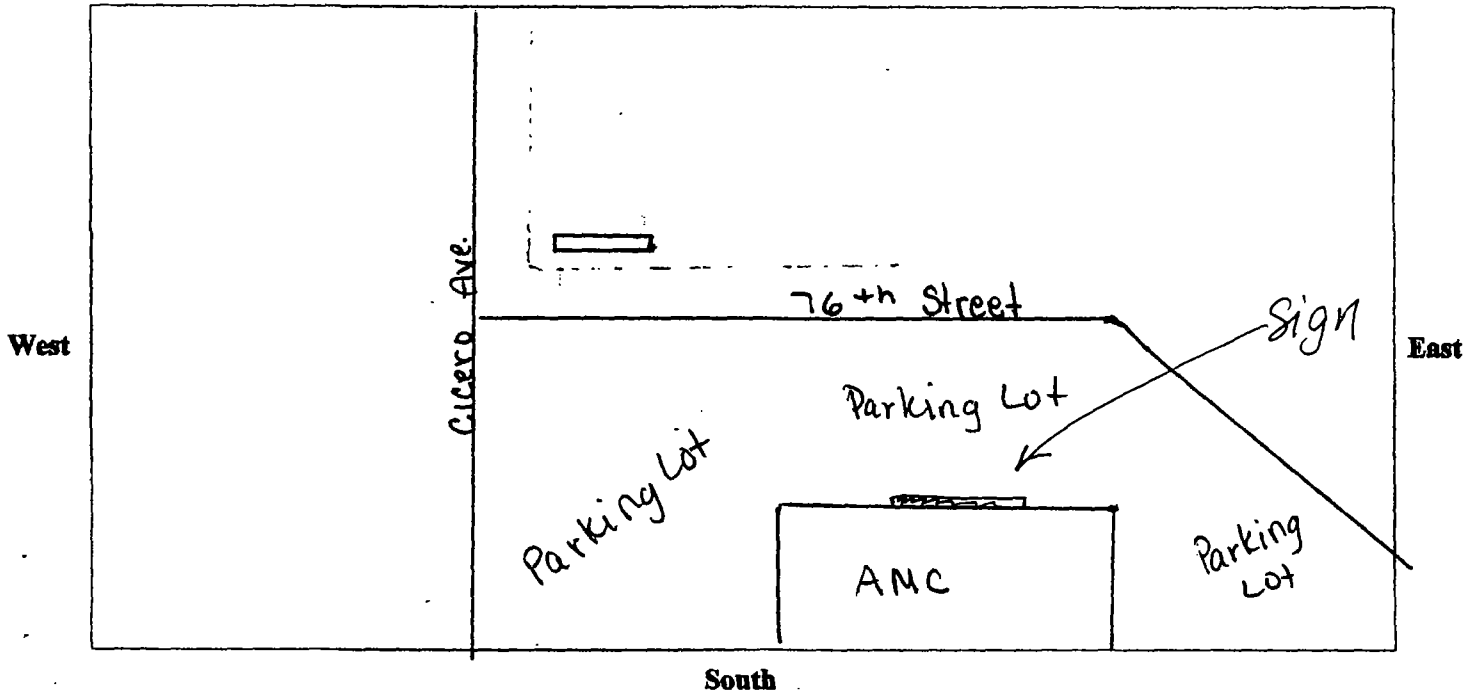 Cicero Ave.
76th Street
West
Sign
East
Parking Lot
Parking Lot
Parking
Lot
AMC
South